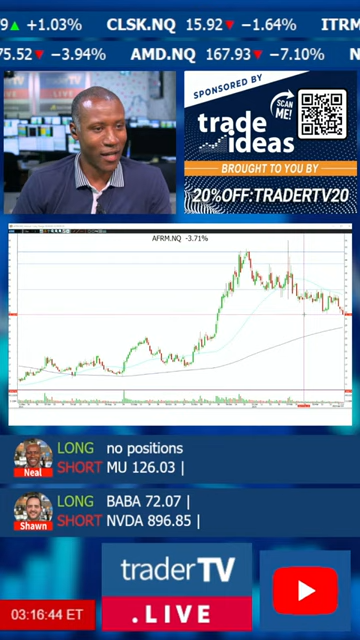 9▲ +1.03% CLSK.NQ 15.92▼ −1.64% ITRM
75.52▼ −3.94% AMD.NQ 167.93▼ −7.10% N
SPONSORED BY
trade
ideas
SCAN
ME!
BROUGHT TO YOU BY
20%OFF:TRADERTV20
AFRM.NQ −3.71%
LONG no positions
SHORT MU 126.03 |
Neal
LONG BABA 72.07 |
SHORT NVDA 896.85 |
Shawn
traderTV
.LIVE
03:16:44 ET